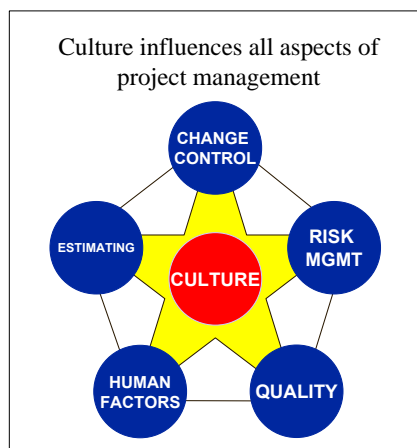 Culture influences all aspects of
project management
CHANGE
CONTROL
ESTIMATING
RISK
MGMT
CULTURE
HUMAN
FACTORS
QUALITY